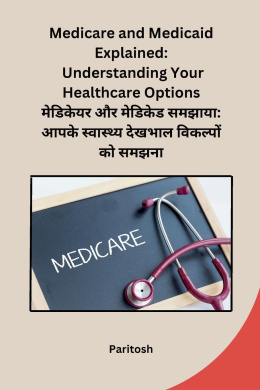 Medicare and Medicaid
Explained:
Understanding Your
Healthcare Options
मेडिकेयर और मेडिकेड समझाया:
आपके स्वास्थ्य देखभाल विकल्पों
को समझना
MEDICARE
Paritosh